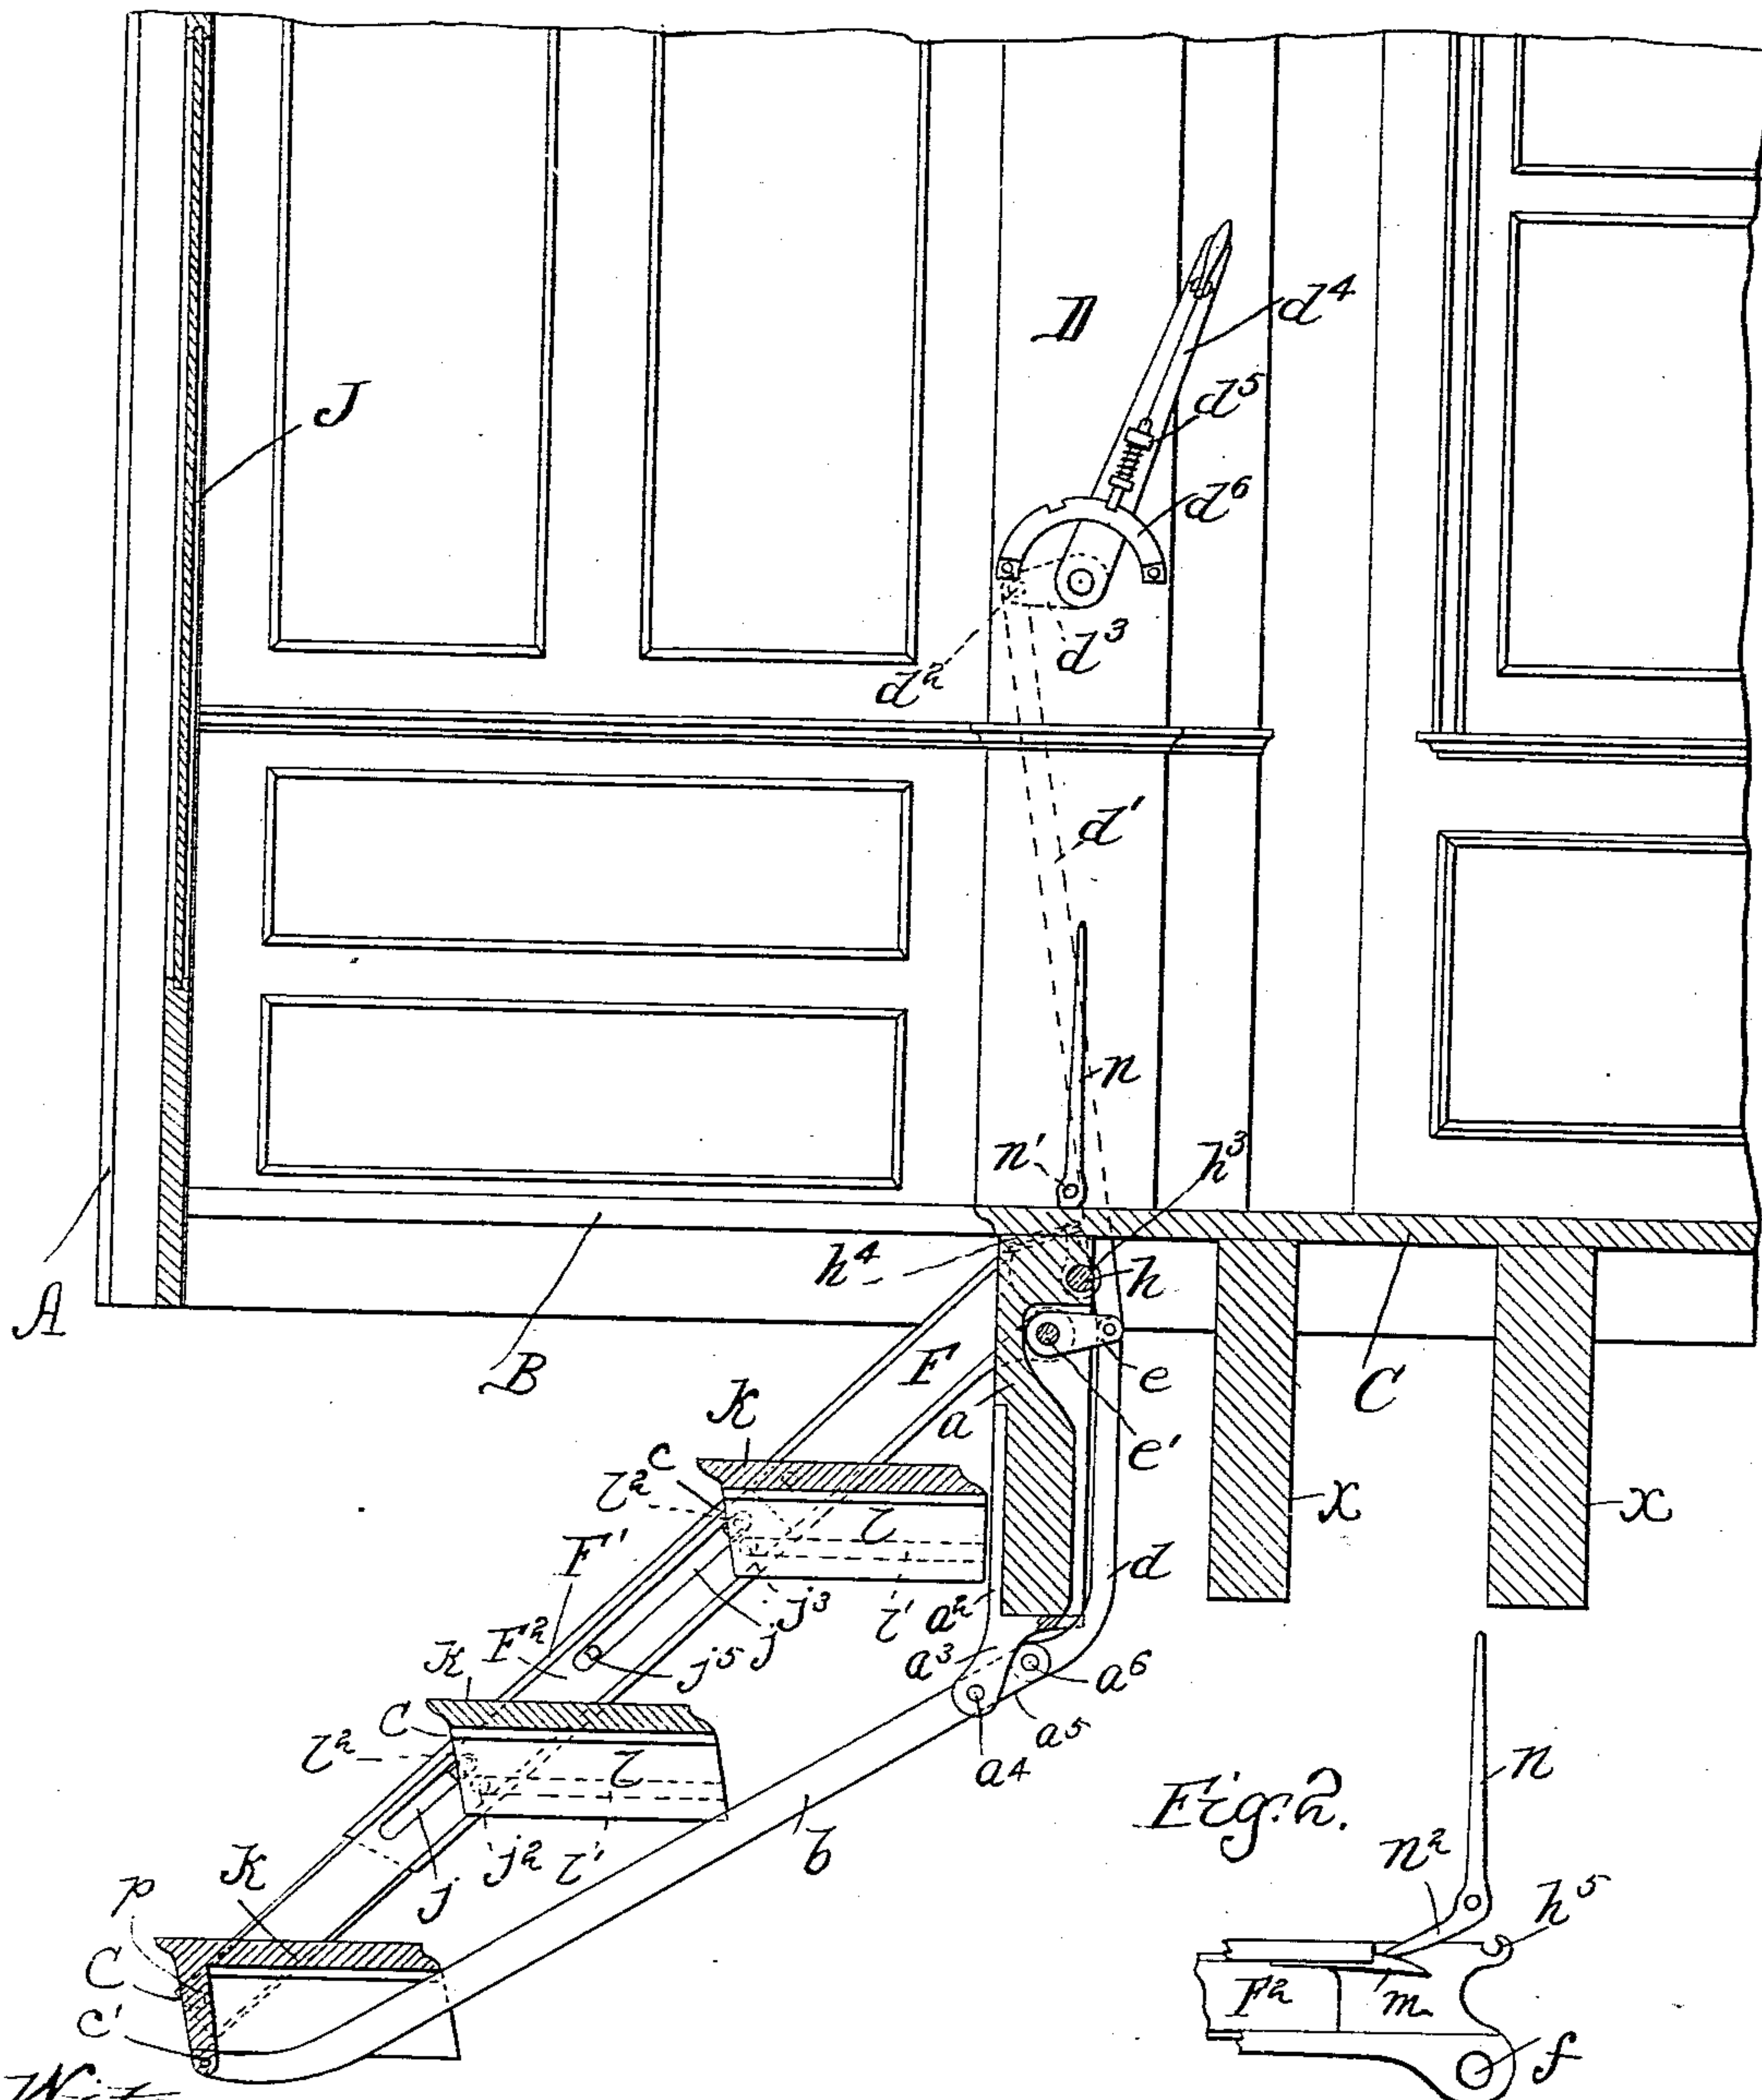 D
d⁴
d⁵
J
d⁶
d³
d²
d'
n
n'
h³
h⁴
h
A
B
F
e
C
a
K
e'
c
l²
l
x
x
F'
d
j³
l'
a²
F²
j⁵
j
a³
K
a⁶
C
a⁵
l²
l
a⁴
n
b
Fig. 2.
n²
j²
l'
K
j
h⁵
p
C
F²
m
c'
f